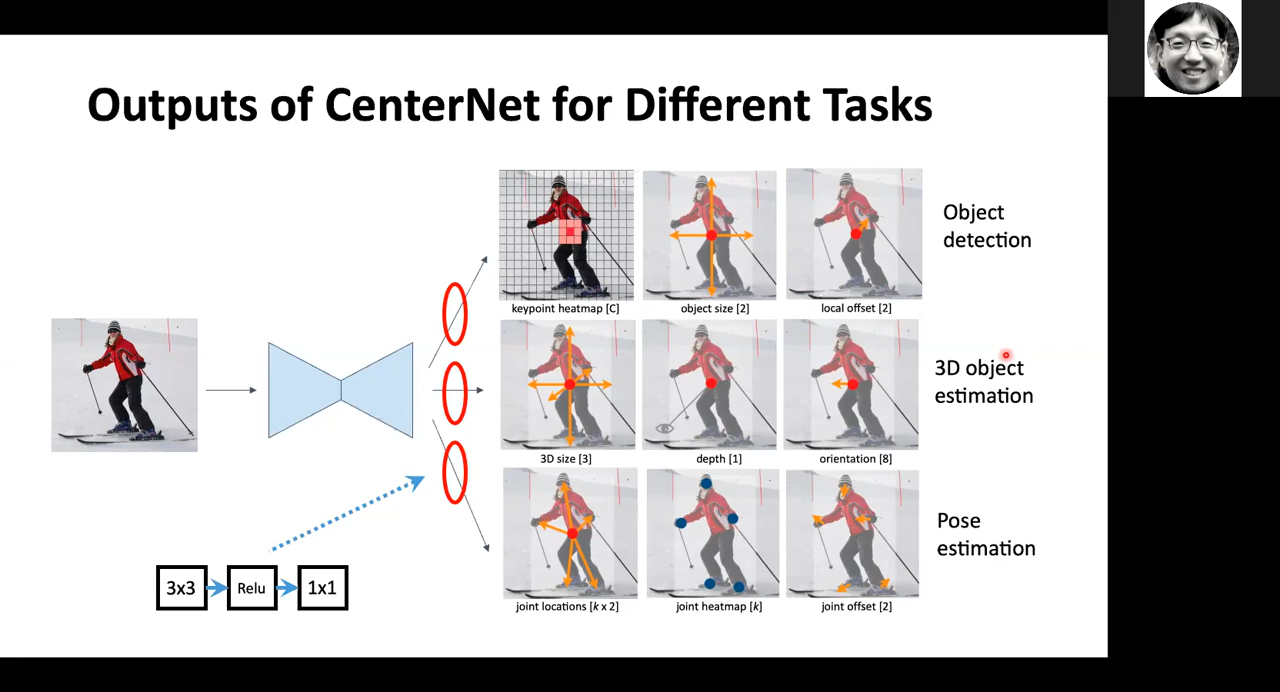 Outputs of CenterNet for Different Tasks
keypoint heatmap [C]
object size [2]
local offset [2]
Object
detection
3D size [3]
depth [1]
orientation [8]
3D object
estimation
joint locations [k x 2]
joint heatmap [k]
joint offset [2]
Pose
estimation
3x3
Relu
1x1